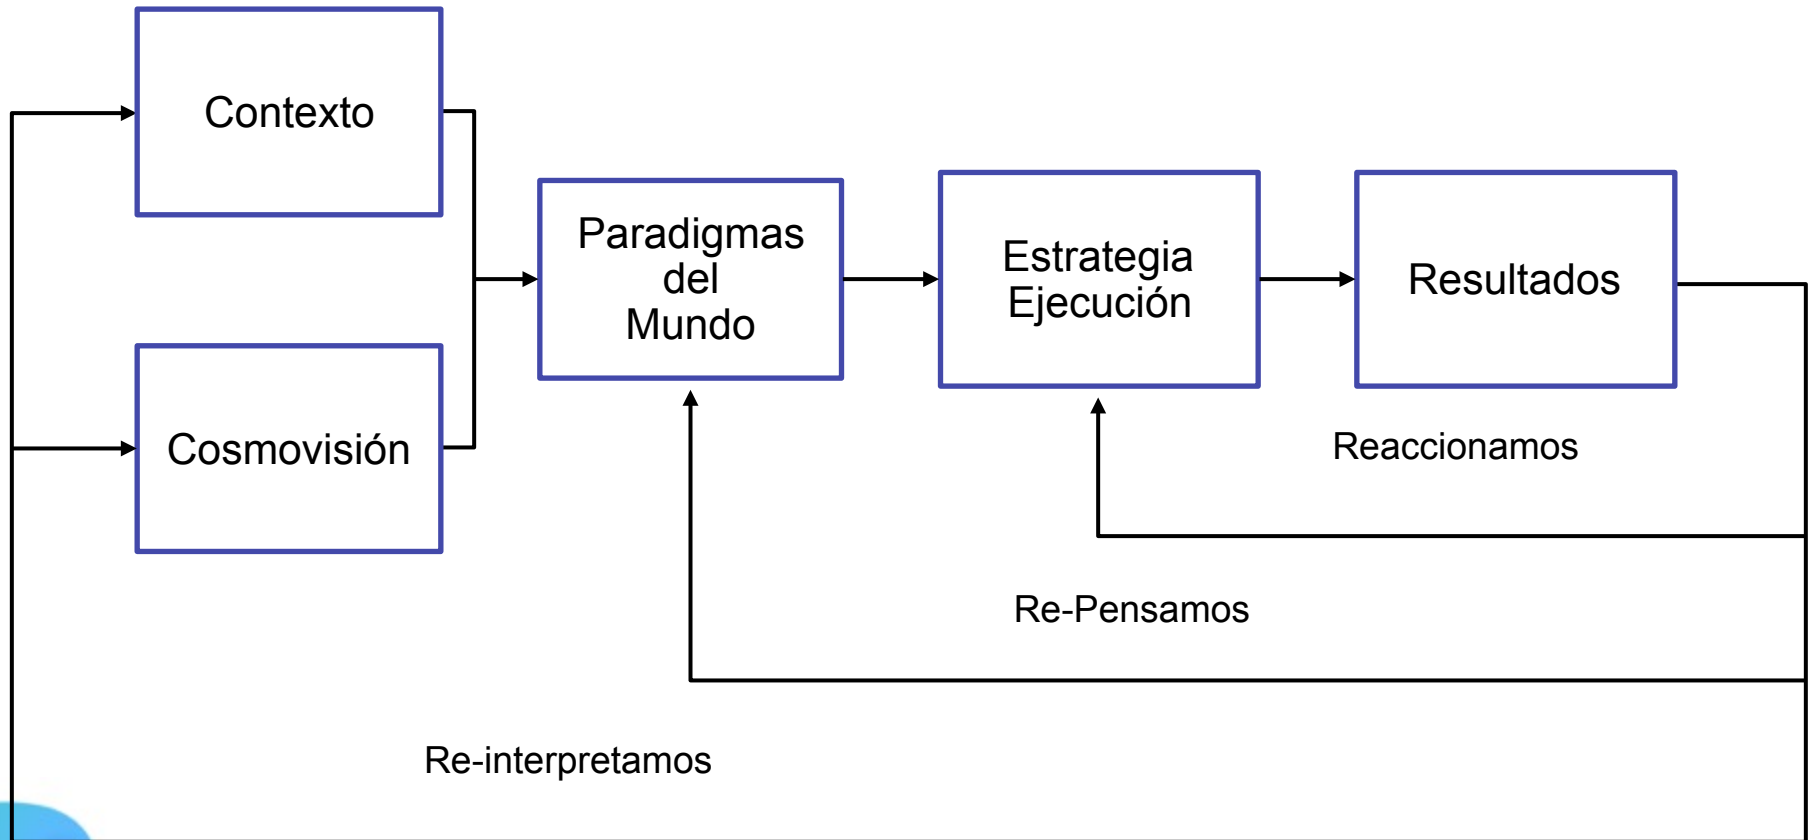 Contexto
Paradigmas
del
Mundo
Estrategia
Ejecución
Resultados
Cosmovisión
Reaccionamos
Re-Pensamos
Re-interpretamos